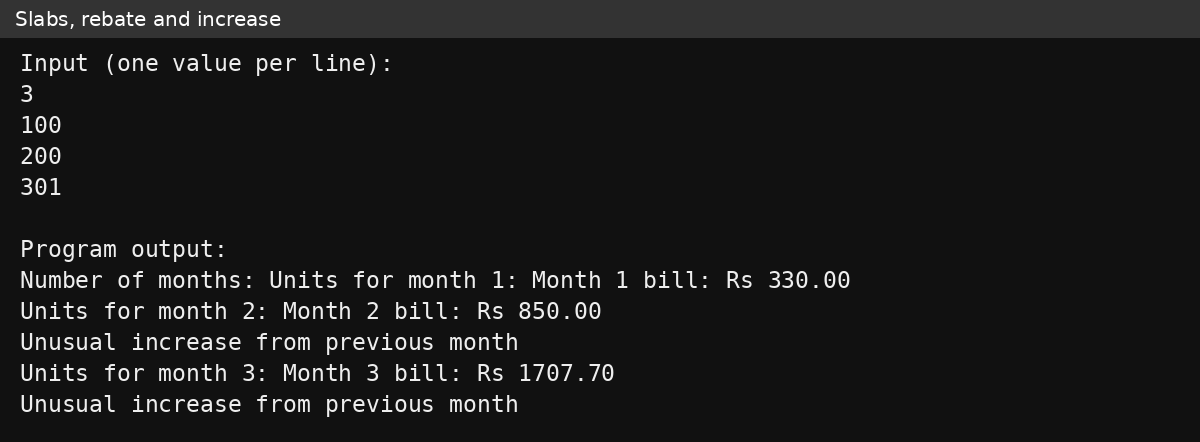 Slabs, rebate and increase
Input (one value per line):
3
100
200
301
Program output:
Number of months: Units for month 1: Month 1 bill: Rs 330.00
Units for month 2: Month 2 bill: Rs 850.00
Unusual increase from previous month
Units for month 3: Month 3 bill: Rs 1707.70
Unusual increase from previous month